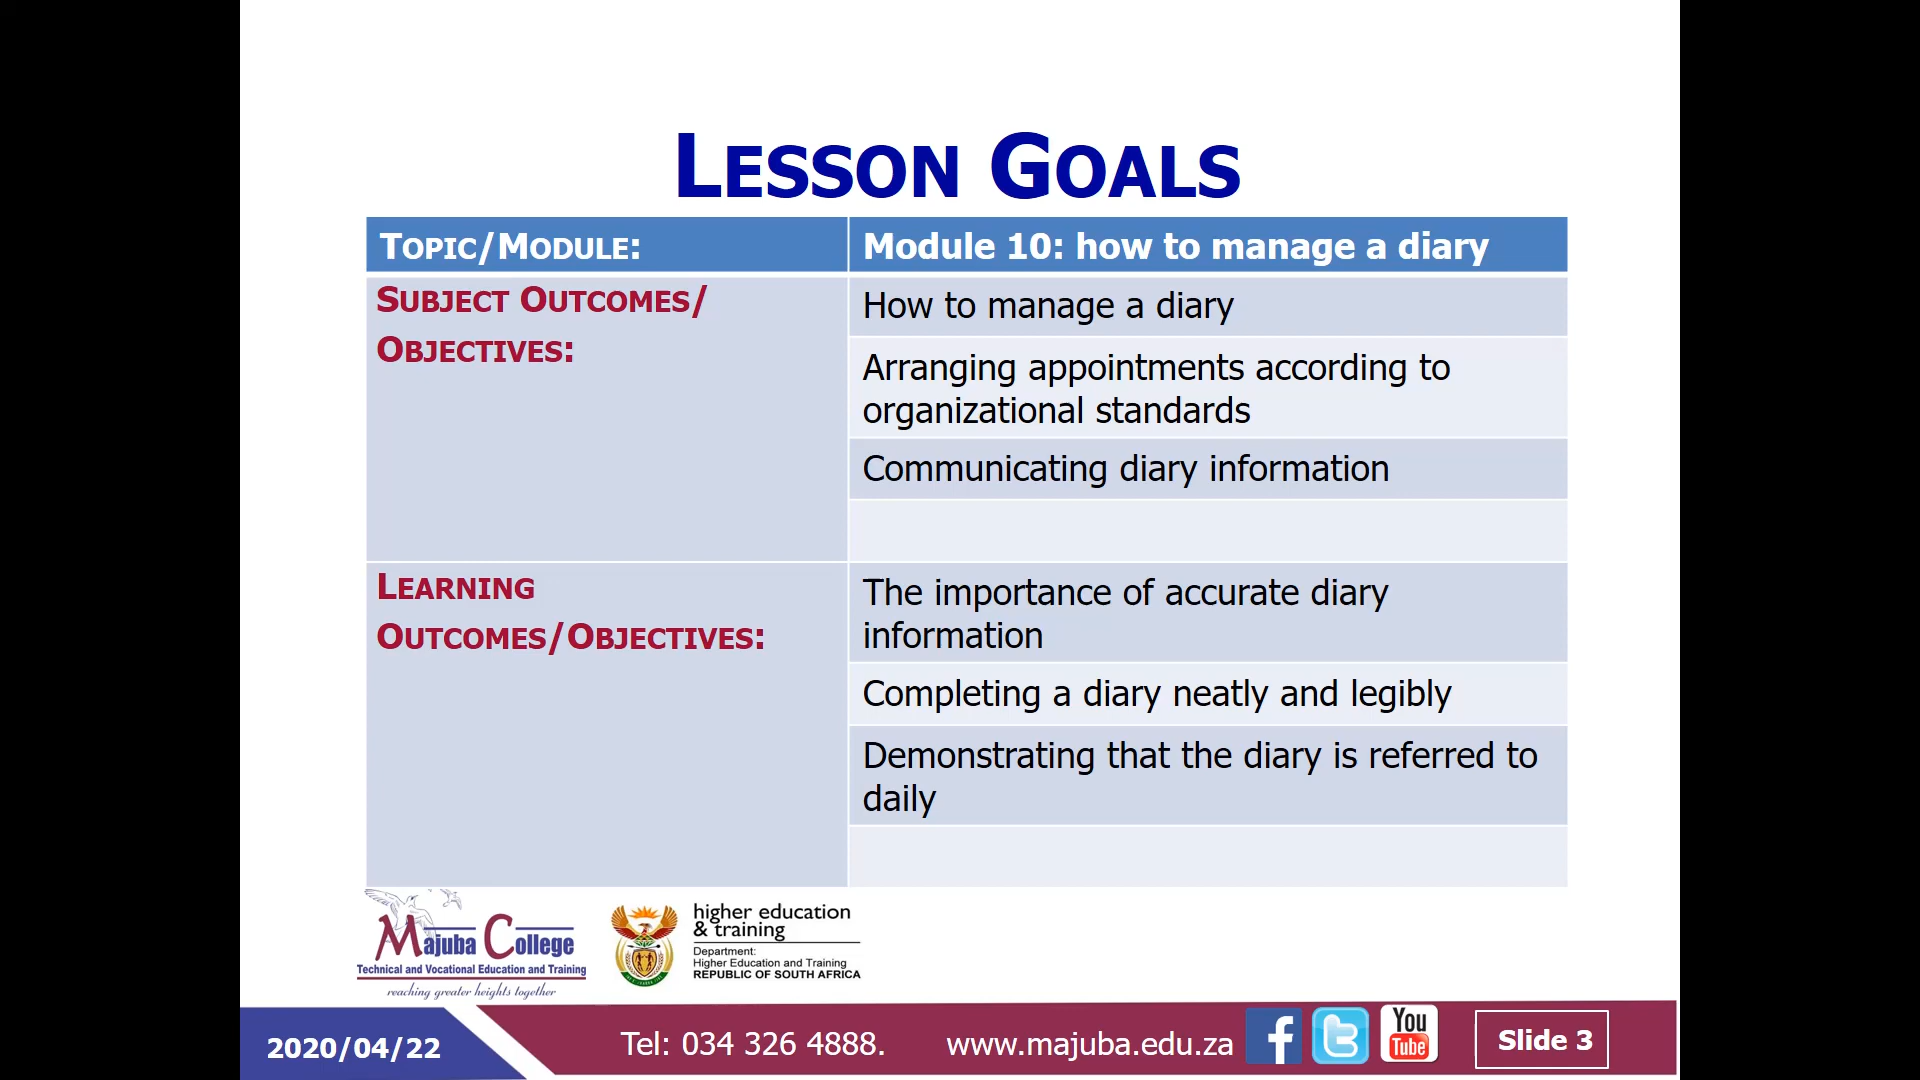 LESSON GOALS
TOPIC/MODULE:
Module 10: how to manage a diary
SUBJECT OUTCOMES/
OBJECTIVES:
How to manage a diary
Arranging appointments according to
organizational standards
Communicating diary information
LEARNING
OUTCOMES/OBJECTIVES:
The importance of accurate diary
information
Completing a diary neatly and legibly
Demonstrating that the diary is referred to
daily
Majuba College
Technical and Vocational Education and Training
reaching greater heights together
higher education
& training
Department:
Higher Education and Training
REPUBLIC OF SOUTH AFRICA
2020/04/22
Tel: 034 326 4888.
www.majuba.edu.za
f
t
You
Tube
Slide 3